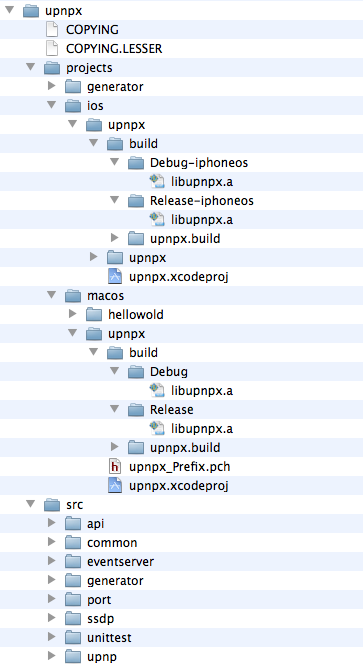 upnpx
COPYING
COPYING.LESSER
projects
generator
ios
upnpx
build
Debug-iphoneos
libupnpx.a
Release-iphoneos
libupnpx.a
upnpx.build
upnpx
upnpx.xcodeproj
macos
hellowold
upnpx
build
Debug
libupnpx.a
Release
libupnpx.a
upnpx.build
h upnpx_Prefix.pch
upnpx.xcodeproj
src
api
common
eventserver
generator
port
ssdp
unittest
upnp